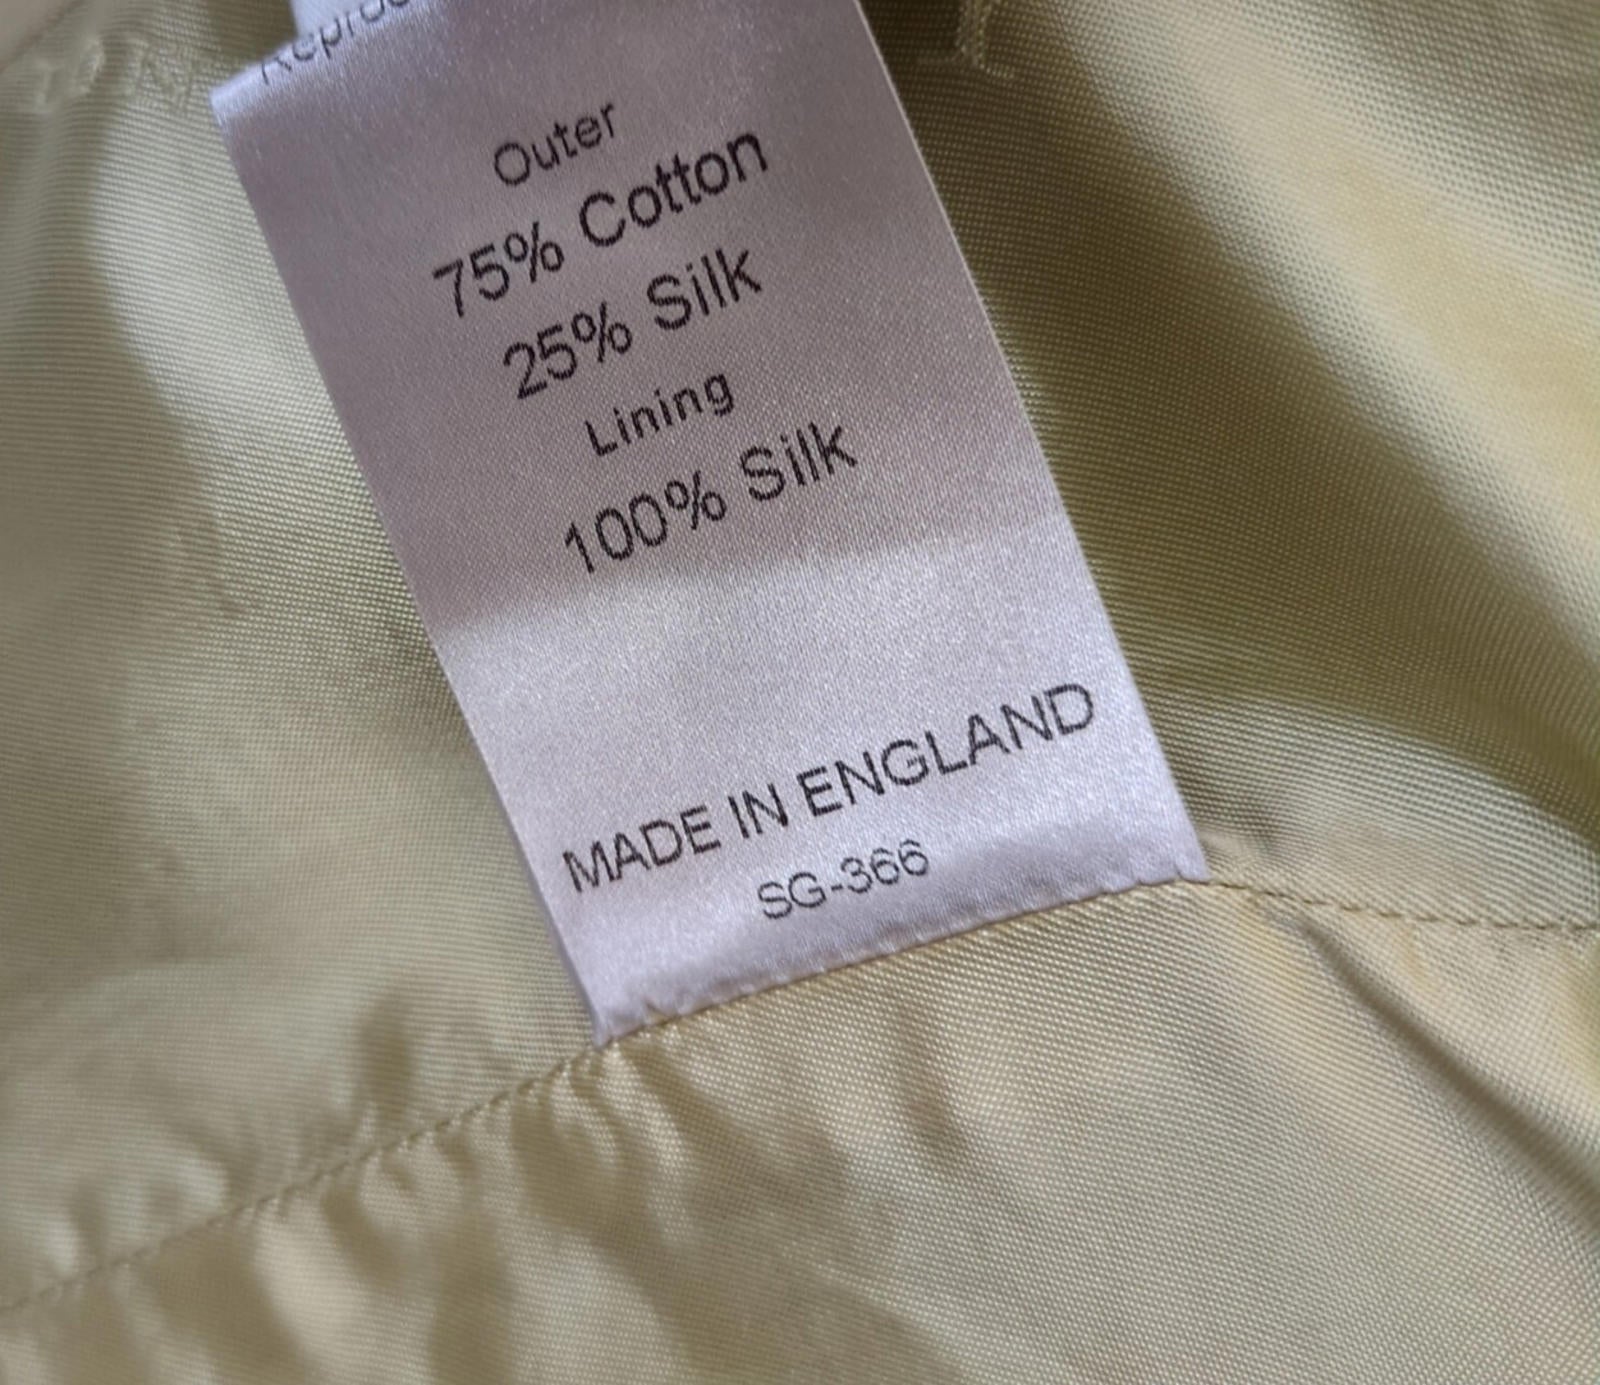 Outer
75% Cotton
25% Silk
Lining
100% Silk
MADE IN ENGLAND
SG-366